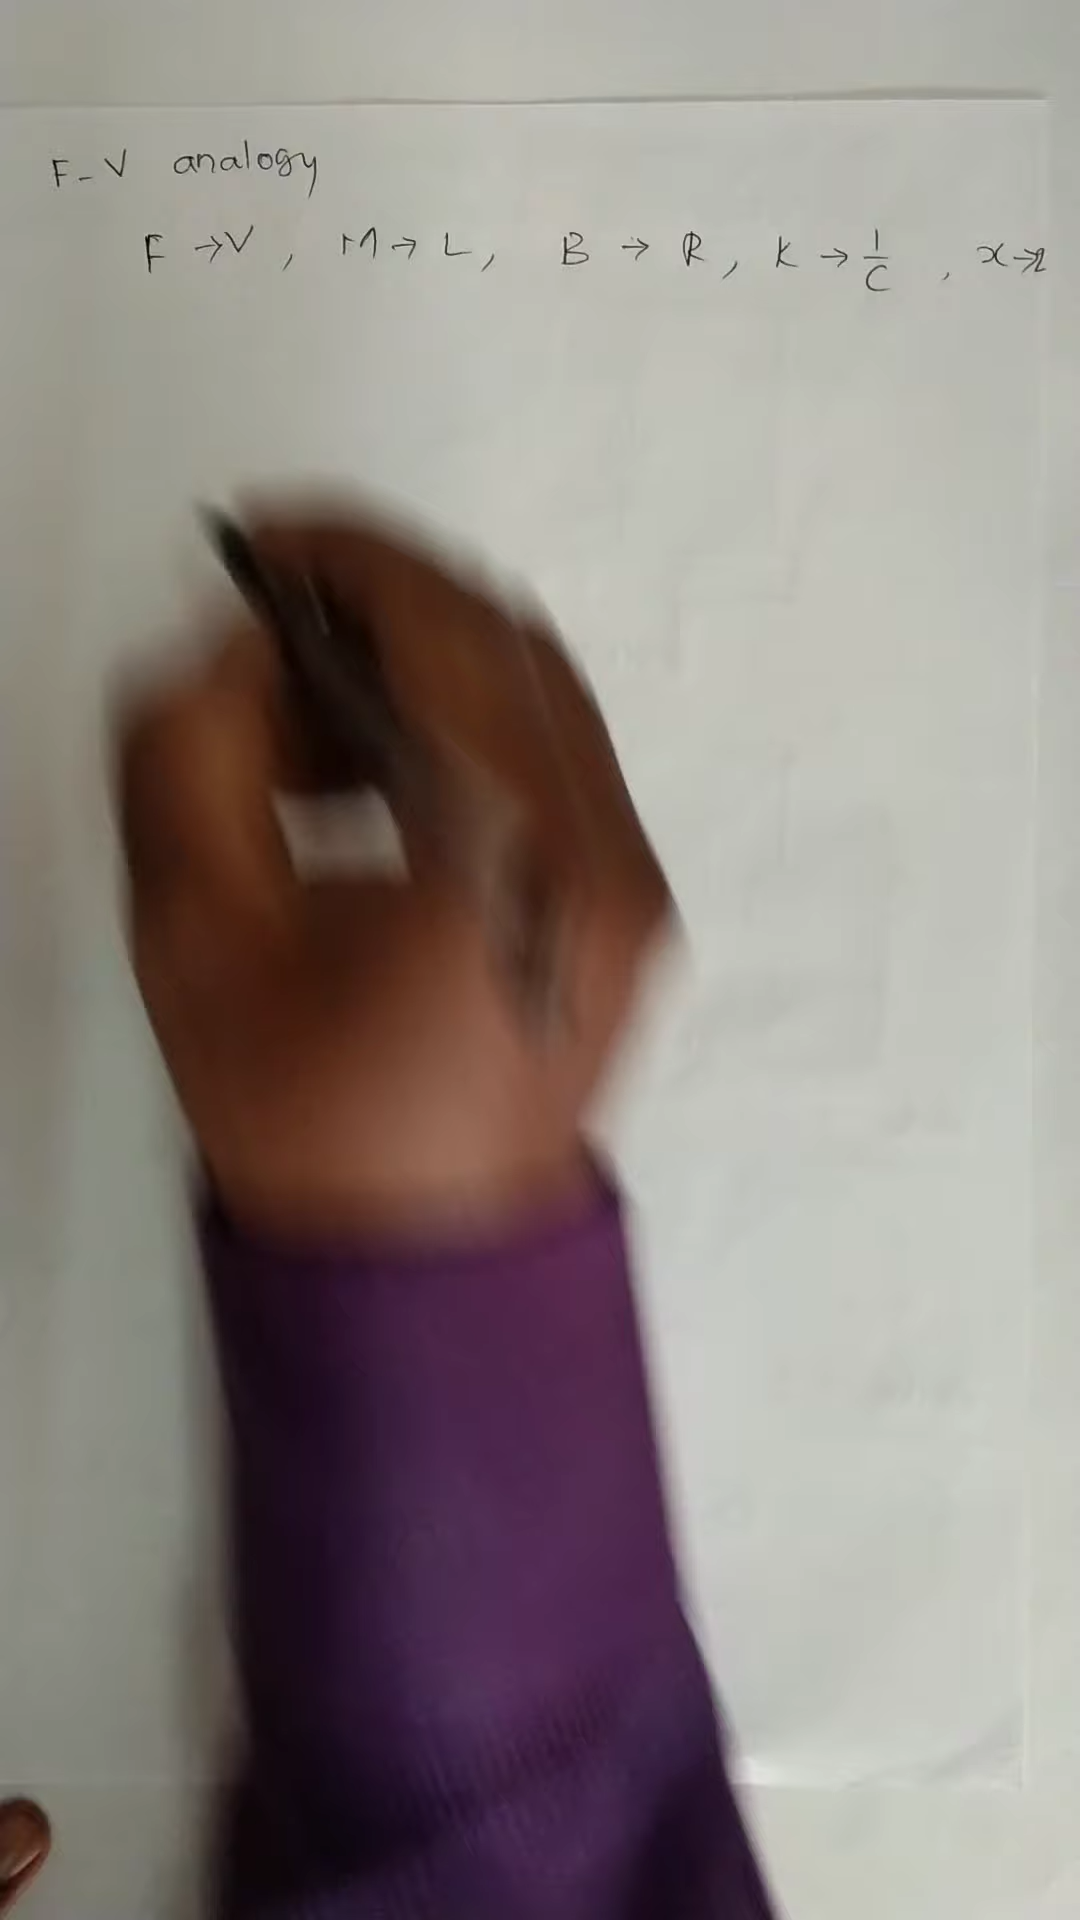 F-V analogy
F → V, M → L, B → R, K → 1/C, x →